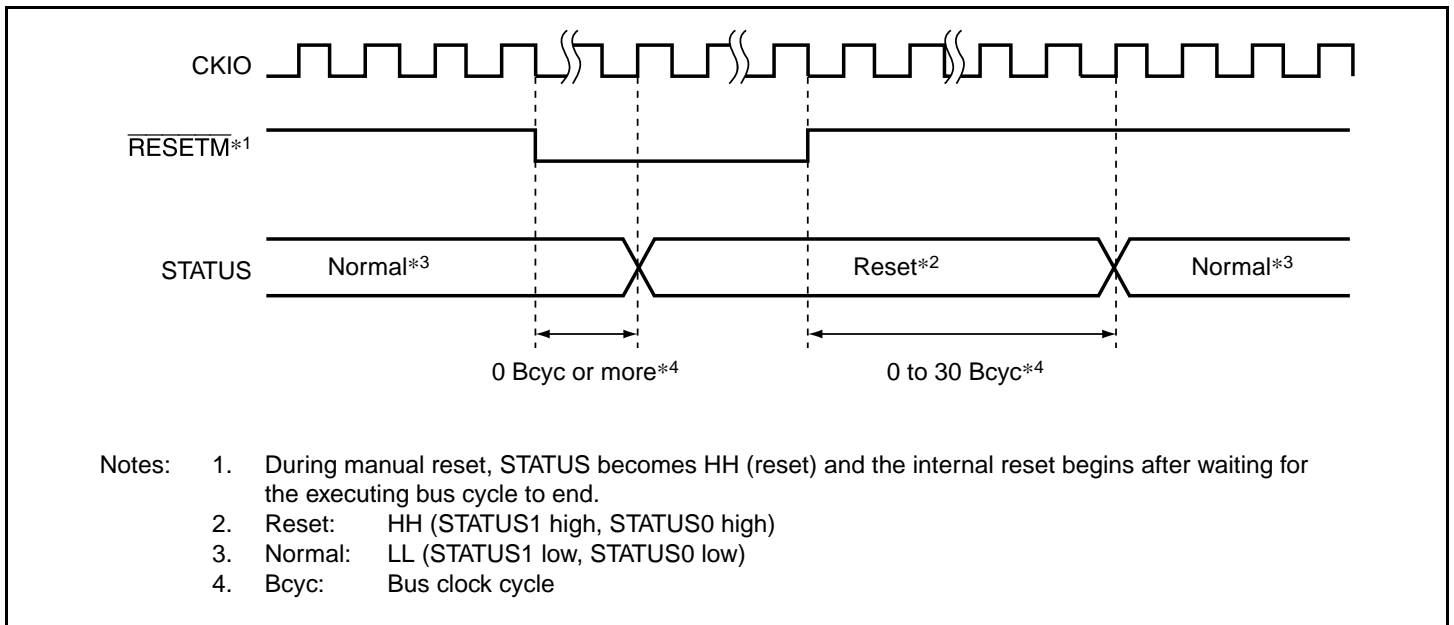 CKIO
RESETM*1
STATUS
Normal*3
Reset*2
Normal*3
0 Bcyc or more*4
0 to 30 Bcyc*4
Notes: 1. During manual reset, STATUS becomes HH (reset) and the internal reset begins after waiting for
the executing bus cycle to end.
2. Reset: HH (STATUS1 high, STATUS0 high)
3. Normal: LL (STATUS1 low, STATUS0 low)
4. Bcyc: Bus clock cycle